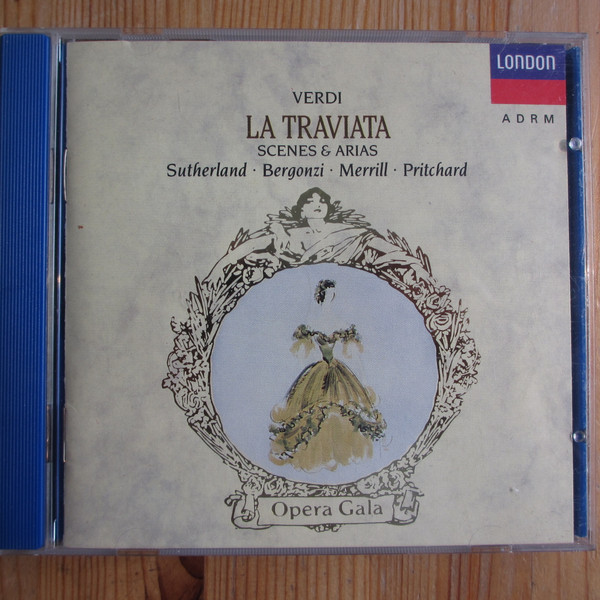 LONDON
ADRM
VERDI
LA TRAVIATA
SCENES & ARIAS
Sutherland · Bergonzi · Merrill · Pritchard
Opera Gala